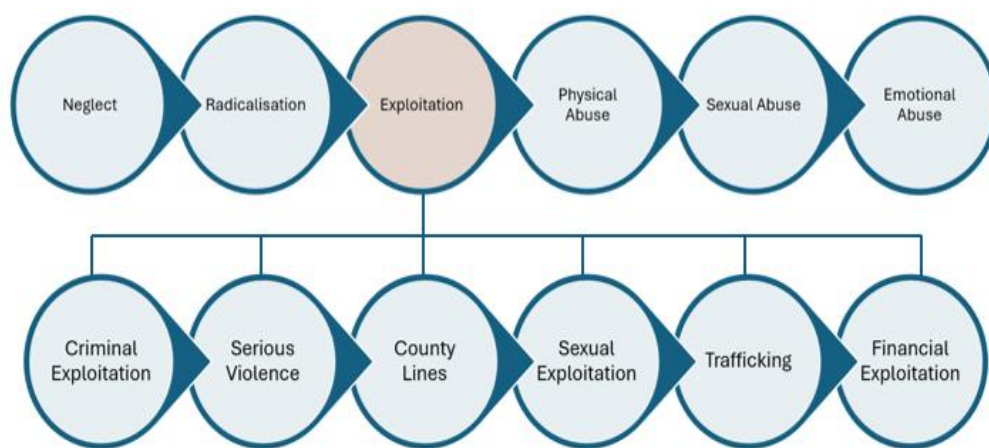 Neglect
Radicalisation
Exploitation
Physical
Abuse
Sexual Abuse
Emotional
Abuse
Criminal
Exploitation
Serious
Violence
County
Lines
Sexual
Exploitation
Trafficking
Financial
Exploitation